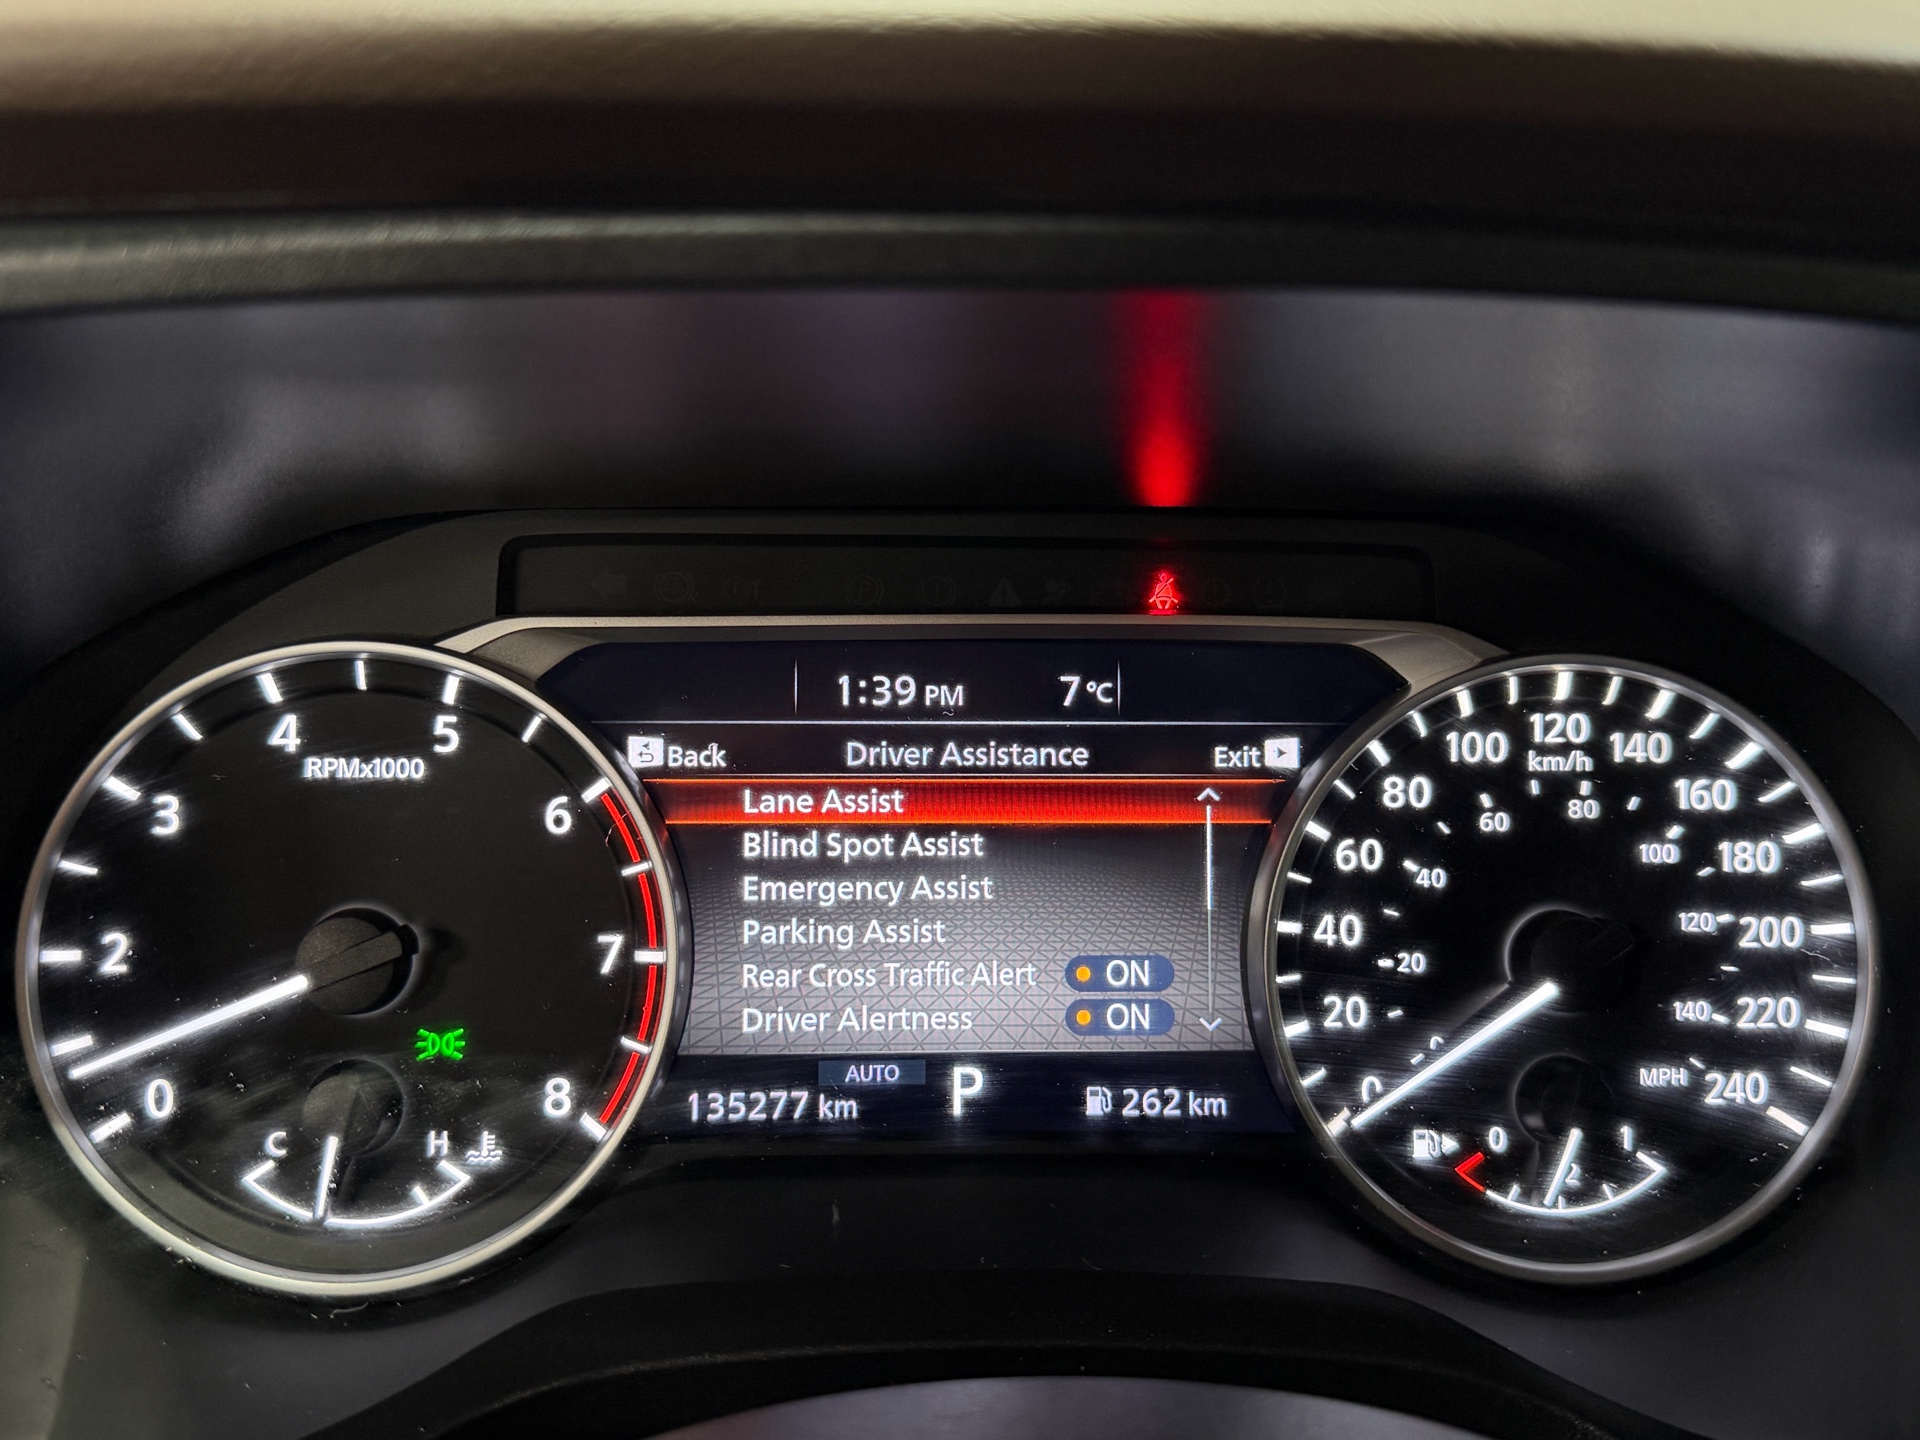 1:39 PM 7°C
Back Driver Assistance Exit
Lane Assist
Blind Spot Assist
Emergency Assist
Parking Assist
Rear Cross Traffic Alert ON
Driver Alertness ON
AUTO
135277 km P 262 km
RPMx1000
0
2
3
4
5
6
7
8
C H
km/h
0
20
40
60
80
100
120
140
160
180
200
220
240
MPH
0
20
40
60
80
100
120
140
0 1
2